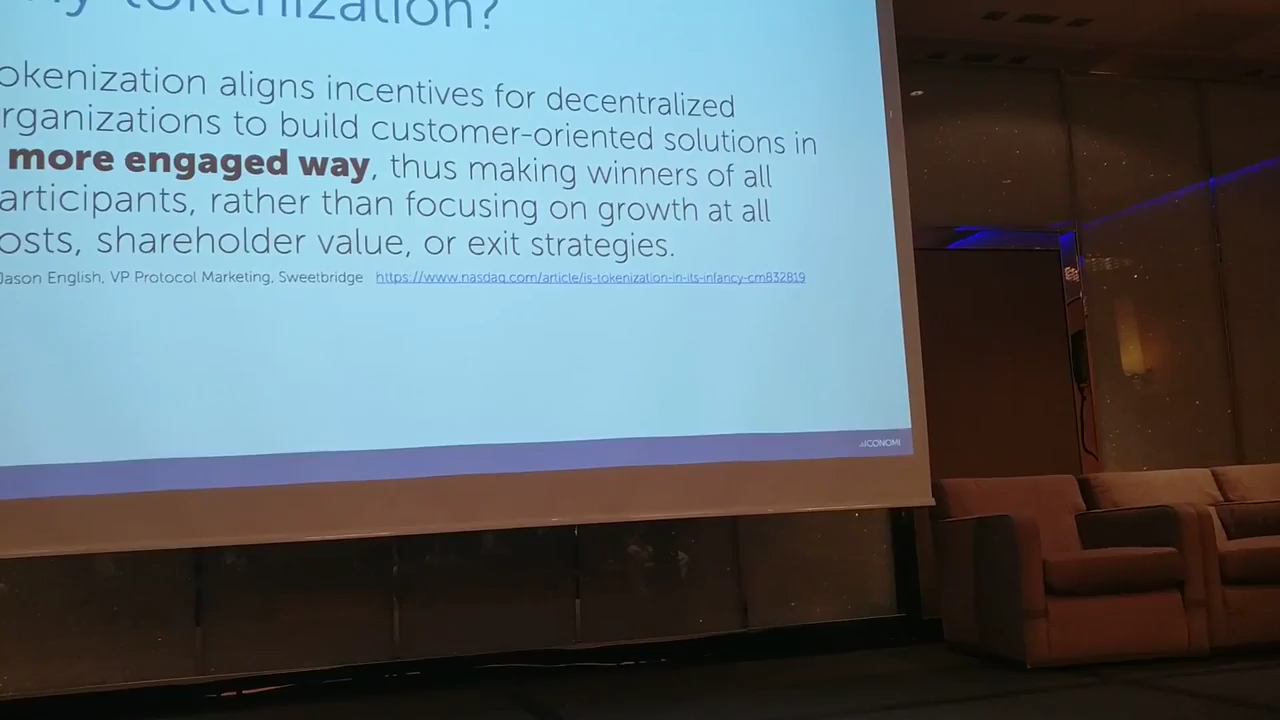 ny tokenization?
okenization aligns incentives for decentralized
rganizations to build customer-oriented solutions in
more engaged way, thus making winners of all
articipants, rather than focusing on growth at all
osts, shareholder value, or exit strategies.
Jason English, VP Protocol Marketing, Sweetbridge https://www.nasdaq.com/article/is-tokenization-in-its-infancy-cm832819
ICONOMI